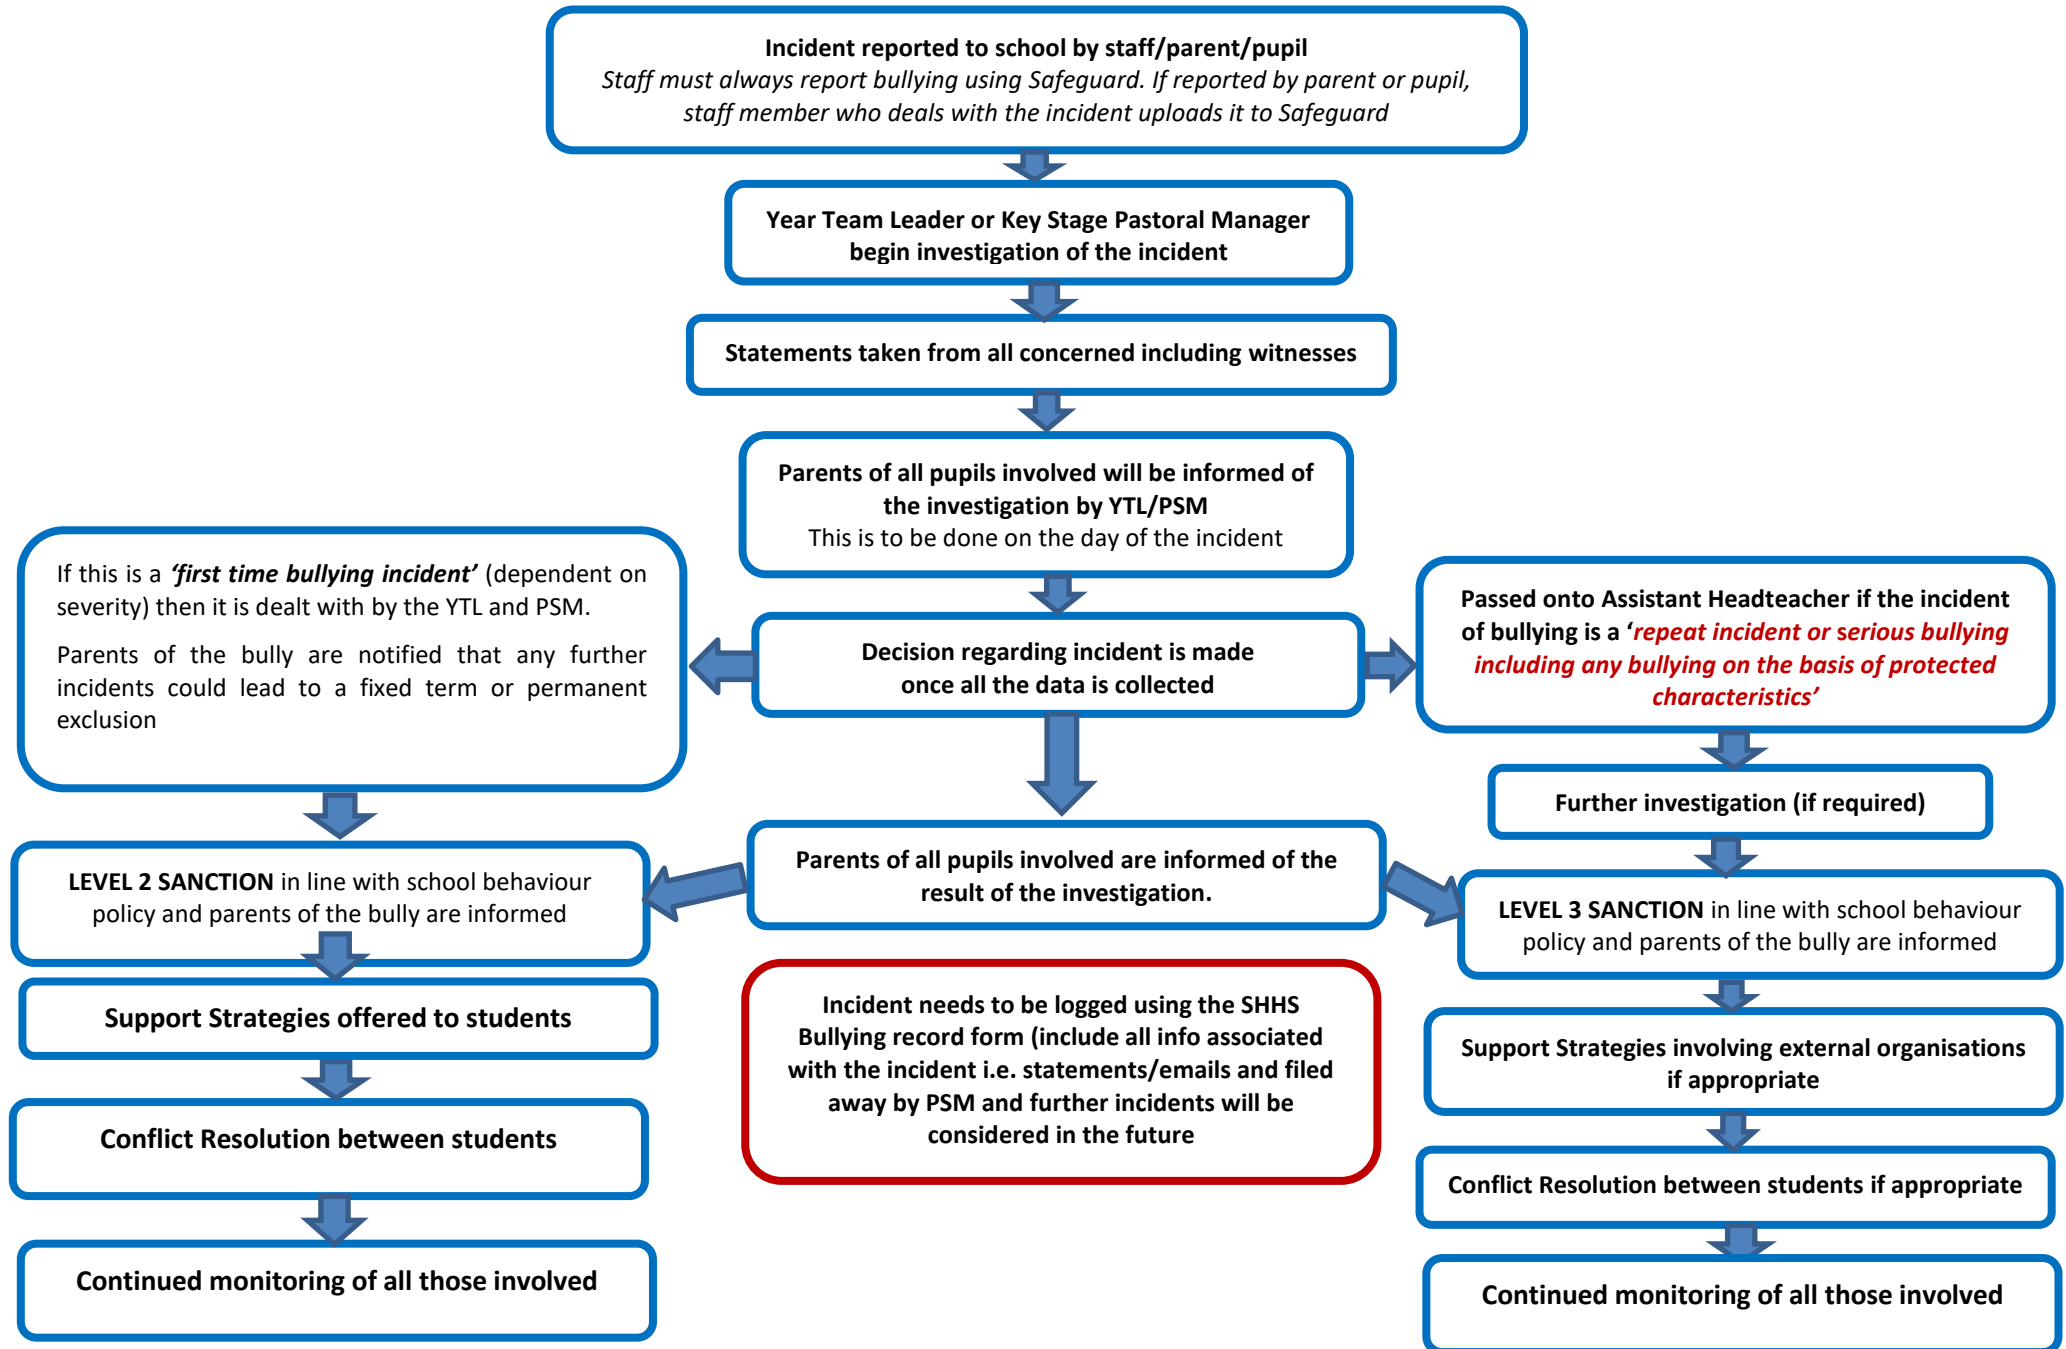 Incident reported to school by staff/parent/pupil
Staff must always report bullying using Safeguard. If reported by parent or pupil,
staff member who deals with the incident uploads it to Safeguard
Year Team Leader or Key Stage Pastoral Manager
begin investigation of the incident
Statements taken from all concerned including witnesses
Parents of all pupils involved will be informed of
the investigation by YTL/PSM
This is to be done on the day of the incident
Decision regarding incident is made
once all the data is collected
If this is a ‘first time bullying incident’ (dependent on
severity) then it is dealt with by the YTL and PSM.
Parents of the bully are notified that any further
incidents could lead to a fixed term or permanent
exclusion
LEVEL 2 SANCTION in line with school behaviour
policy and parents of the bully are informed
Support Strategies offered to students
Conflict Resolution between students
Continued monitoring of all those involved
Parents of all pupils involved are informed of the
result of the investigation.
Incident needs to be logged using the SHHS
Bullying record form (include all info associated
with the incident i.e. statements/emails and filed
away by PSM and further incidents will be
considered in the future
Passed onto Assistant Headteacher if the incident
of bullying is a ‘repeat incident or serious bullying
including any bullying on the basis of protected
characteristics’
Further investigation (if required)
LEVEL 3 SANCTION in line with school behaviour
policy and parents of the bully are informed
Support Strategies involving external organisations
if appropriate
Conflict Resolution between students if appropriate
Continued monitoring of all those involved